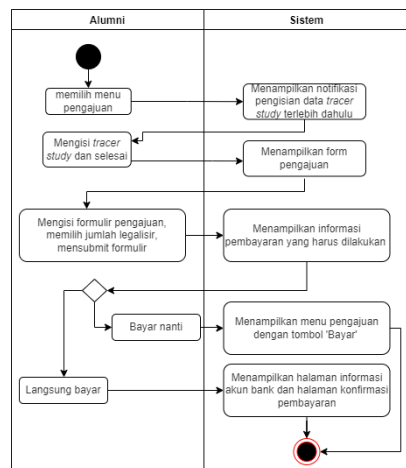 Alumni
Sistem
memilih menu
pengajuan
Menampilkan notifikasi
pengisian data tracer
study terlebih dahulu
Mengisi tracer
study dan selesai
Menampilkan form
pengajuan
Mengisi formulir pengajuan,
memilih jumlah legalisir,
mensubmit formulir
Menampilkan informasi
pembayaran yang harus dilakukan
Bayar nanti
Menampilkan menu pengajuan
dengan tombol 'Bayar'
Langsung bayar
Menampilkan halaman informasi
akun bank dan halaman konfirmasi
pembayaran